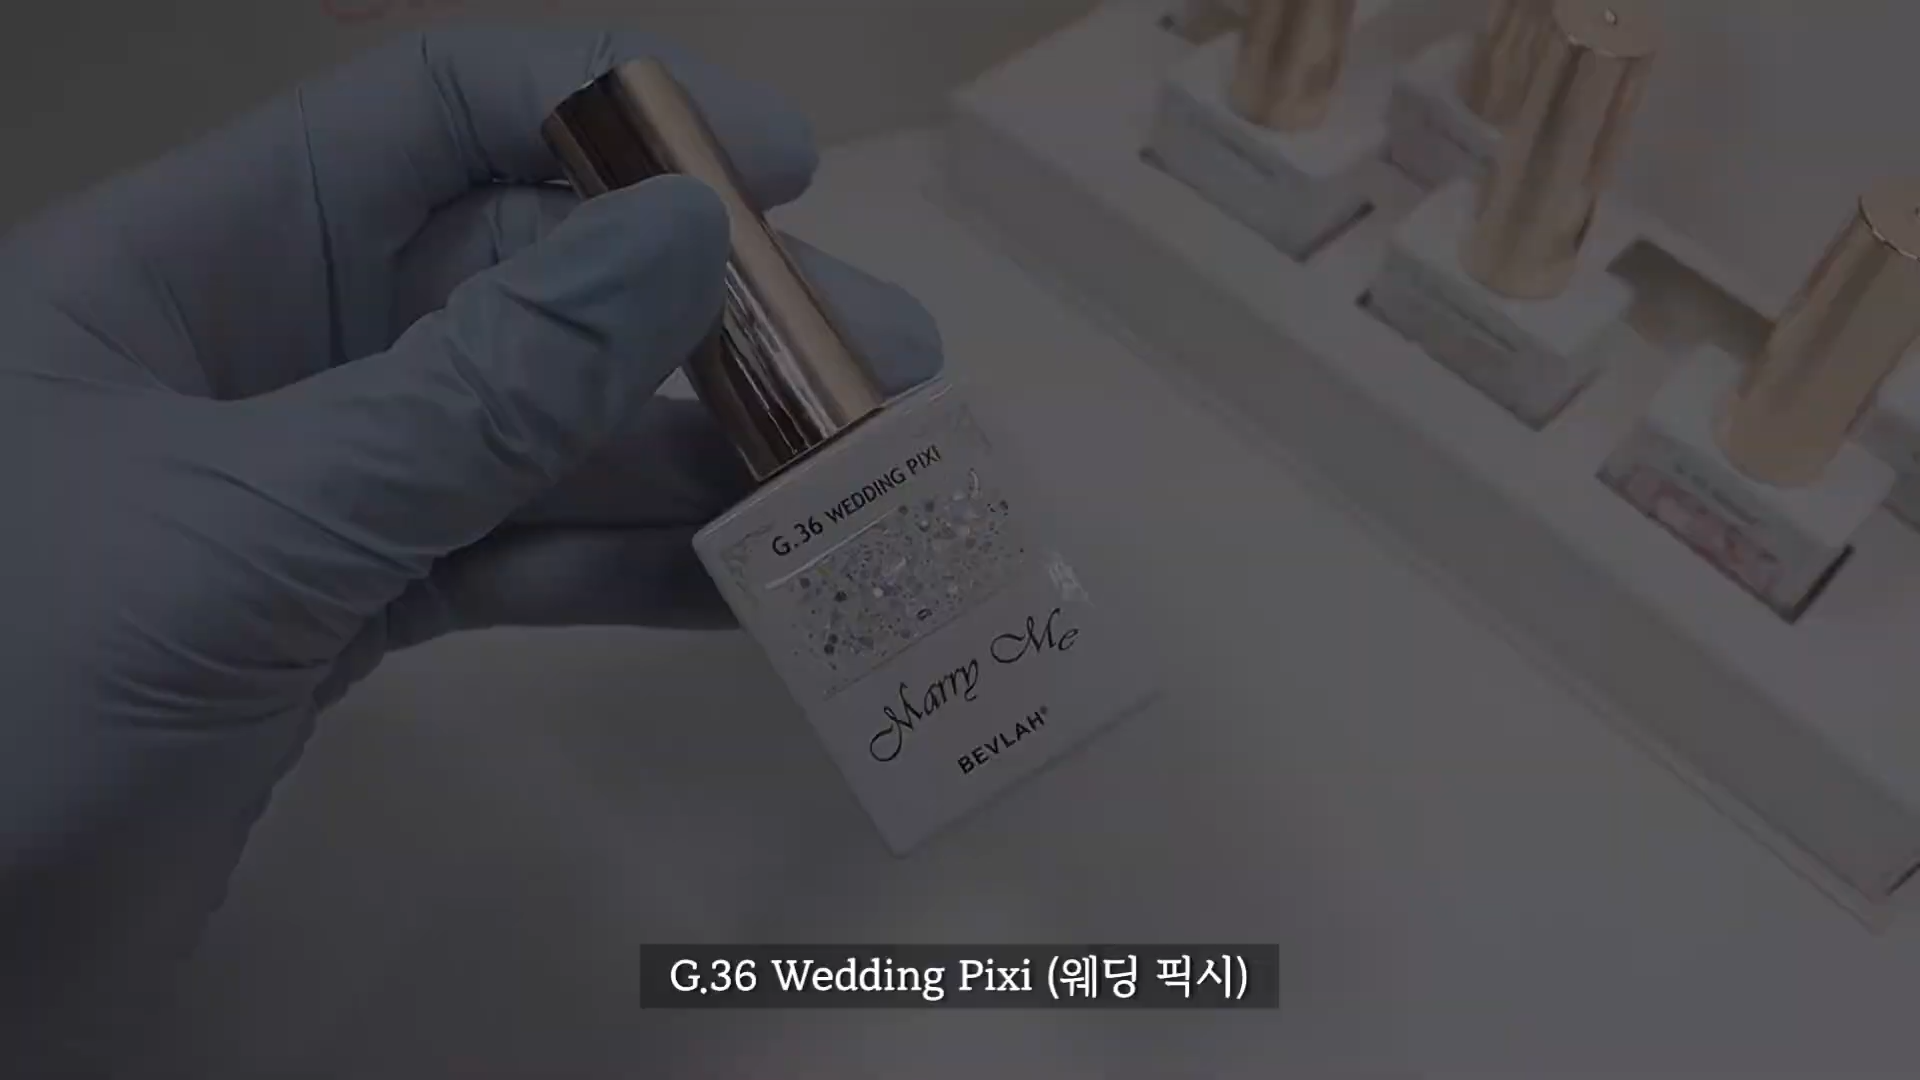 G.36 WEDDING PIXI
Marry Me
BEVLAH®
G.36 Wedding Pixi (웨딩 픽시)